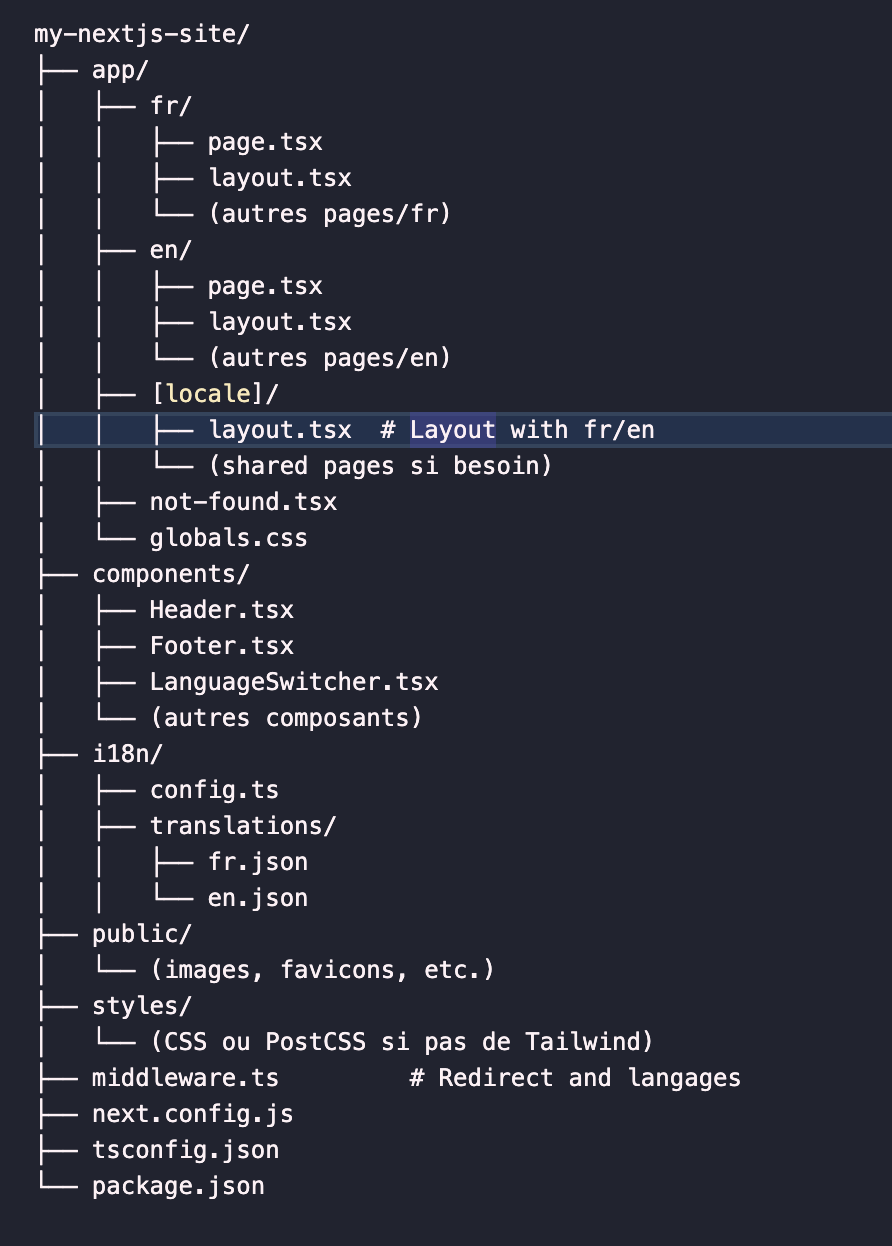 my-nextjs-site/
├── app/
│   ├── fr/
│   │   ├── page.tsx
│   │   ├── layout.tsx
│   │   └── (autres pages/fr)
│   ├── en/
│   │   ├── page.tsx
│   │   ├── layout.tsx
│   │   └── (autres pages/en)
│   ├── [locale]/
│   │   ├── layout.tsx  # Layout with fr/en
│   │   └── (shared pages si besoin)
│   ├── not-found.tsx
│   └── globals.css
├── components/
│   ├── Header.tsx
│   ├── Footer.tsx
│   ├── LanguageSwitcher.tsx
│   └── (autres composants)
├── i18n/
│   ├── config.ts
│   ├── translations/
│   │   ├── fr.json
│   │   └── en.json
├── public/
│   └── (images, favicons, etc.)
├── styles/
│   └── (CSS ou PostCSS si pas de Tailwind)
├── middleware.ts         # Redirect and langages
├── next.config.js
├── tsconfig.json
└── package.json